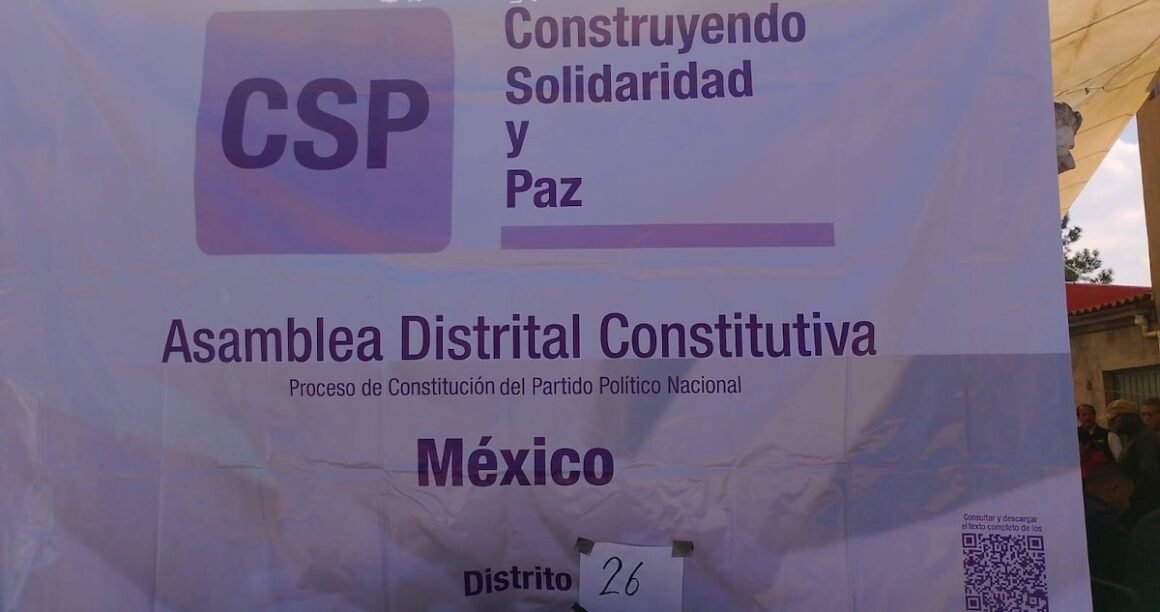 CSP
Construyendo
Solidaridad
y
Paz
Asamblea Distrital Constitutiva
Proceso de Constitución del Partido Político Nacional
México
Distrito 26
Consultar y descargar
el texto completo de los